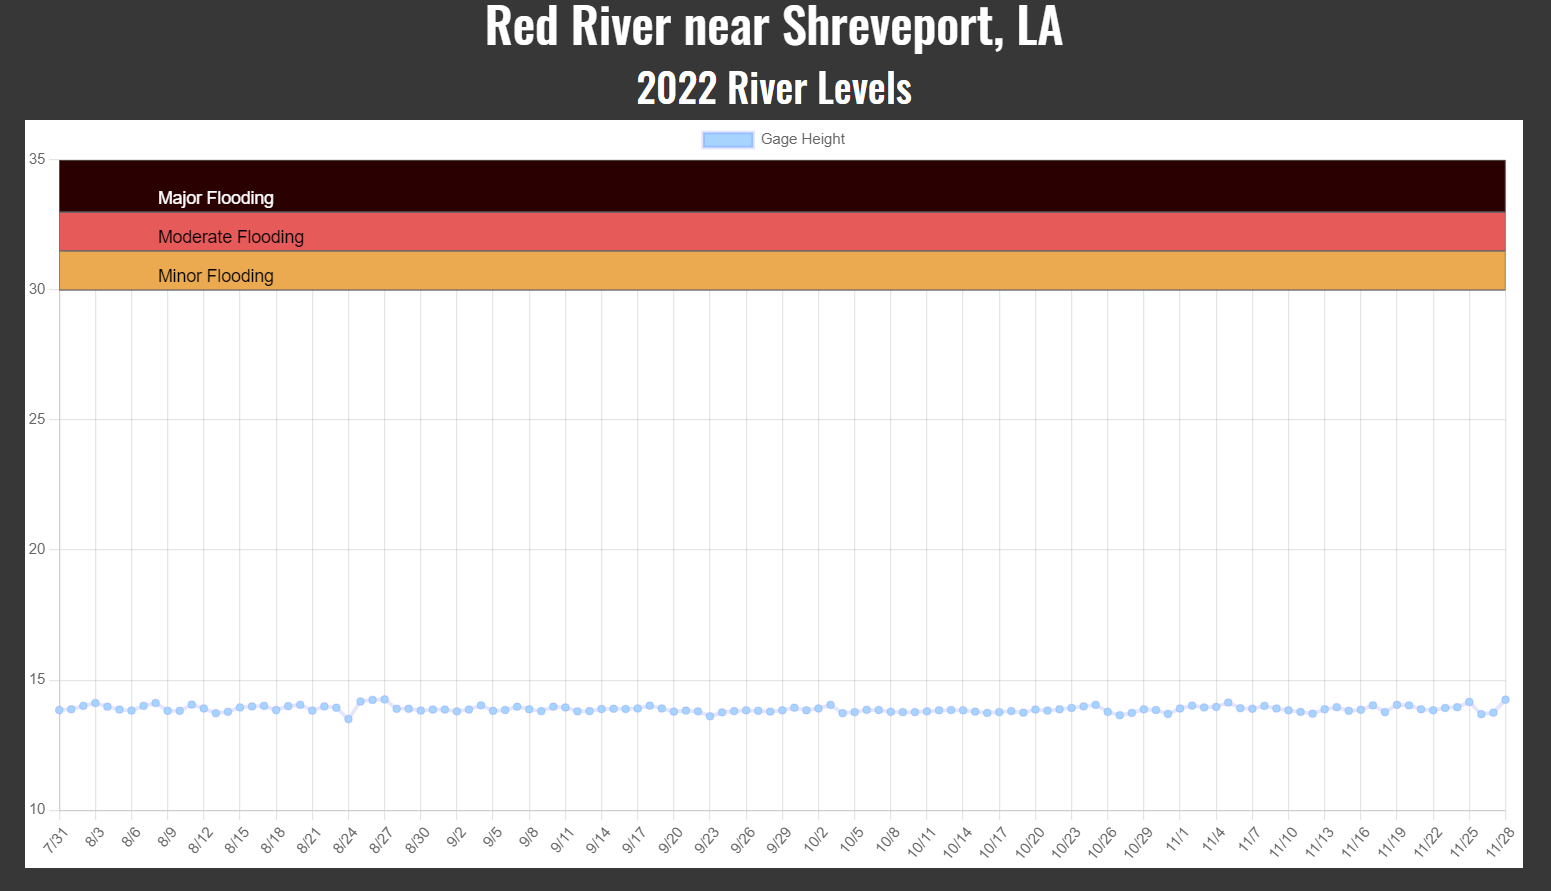 Red River near Shreveport, LA
2022 River Levels
Gage Height
35
Major Flooding
Moderate Flooding
Minor Flooding
30
25
20
15
10
7/31 8/3 8/6 8/9 8/12 8/15 8/18 8/21 8/24 8/27 8/30 9/2 9/5 9/8 9/11 9/14 9/17 9/20 9/23 9/26 9/29 10/2 10/5 10/8 10/11 10/14 10/17 10/20 10/23 10/26 10/29 11/1 11/4 11/7 11/10 11/13 11/16 11/19 11/22 11/25 11/28